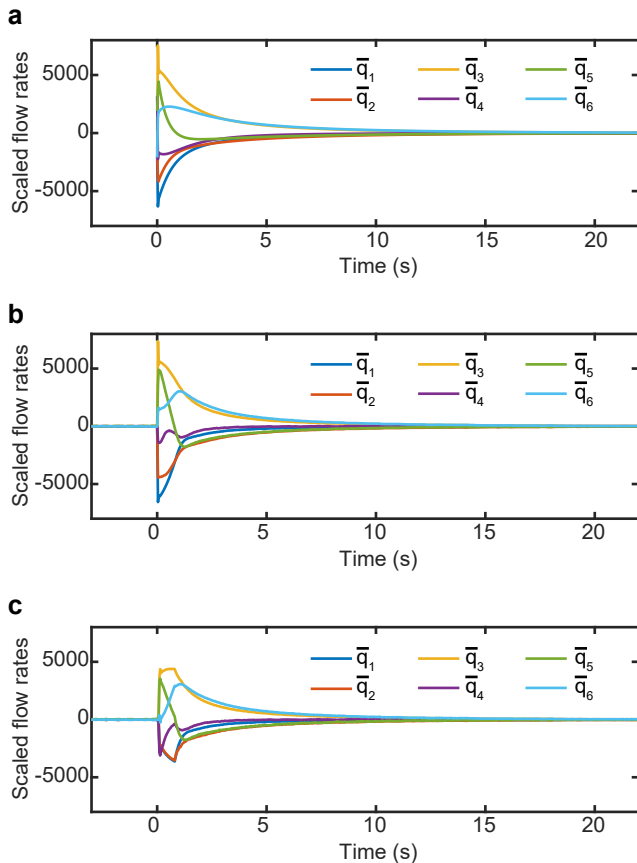 a
5000
0
-5000
Scaled flow rates
q̅1 q̅3 q̅5
q̅2 q̅4 q̅6
0 5 10 15 20
Time (s)
b
5000
0
-5000
Scaled flow rates
q̅1 q̅3 q̅5
q̅2 q̅4 q̅6
0 5 10 15 20
Time (s)
c
5000
0
-5000
Scaled flow rates
q̅1 q̅3 q̅5
q̅2 q̅4 q̅6
0 5 10 15 20
Time (s)